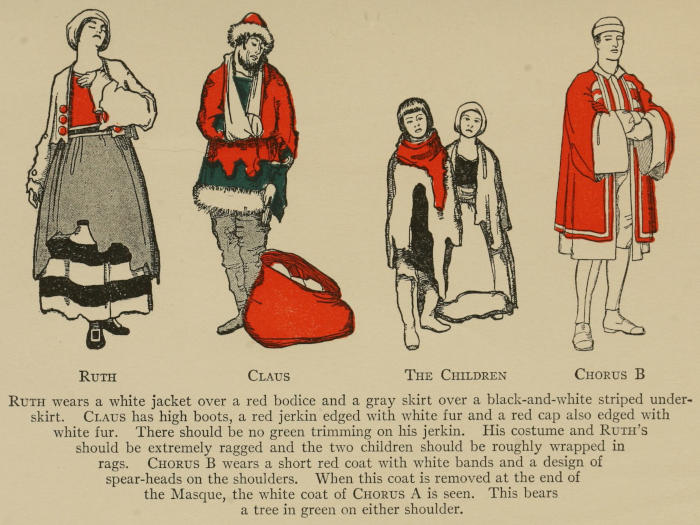 RUTH
CLAUS
THE CHILDREN
CHORUS B
RUTH wears a white jacket over a red bodice and a gray skirt over a black-and-white striped under-
skirt. CLAUS has high boots, a red jerkin edged with white fur and a red cap also edged with
white fur. There should be no green trimming on his jerkin. His costume and RUTH'S
should be extremely ragged and the two children should be roughly wrapped in
rags. CHORUS B wears a short red coat with white bands and a design of
spear-heads on the shoulders. When this coat is removed at the end of
the Masque, the white coat of CHORUS A is seen. This bears
a tree in green on either shoulder.